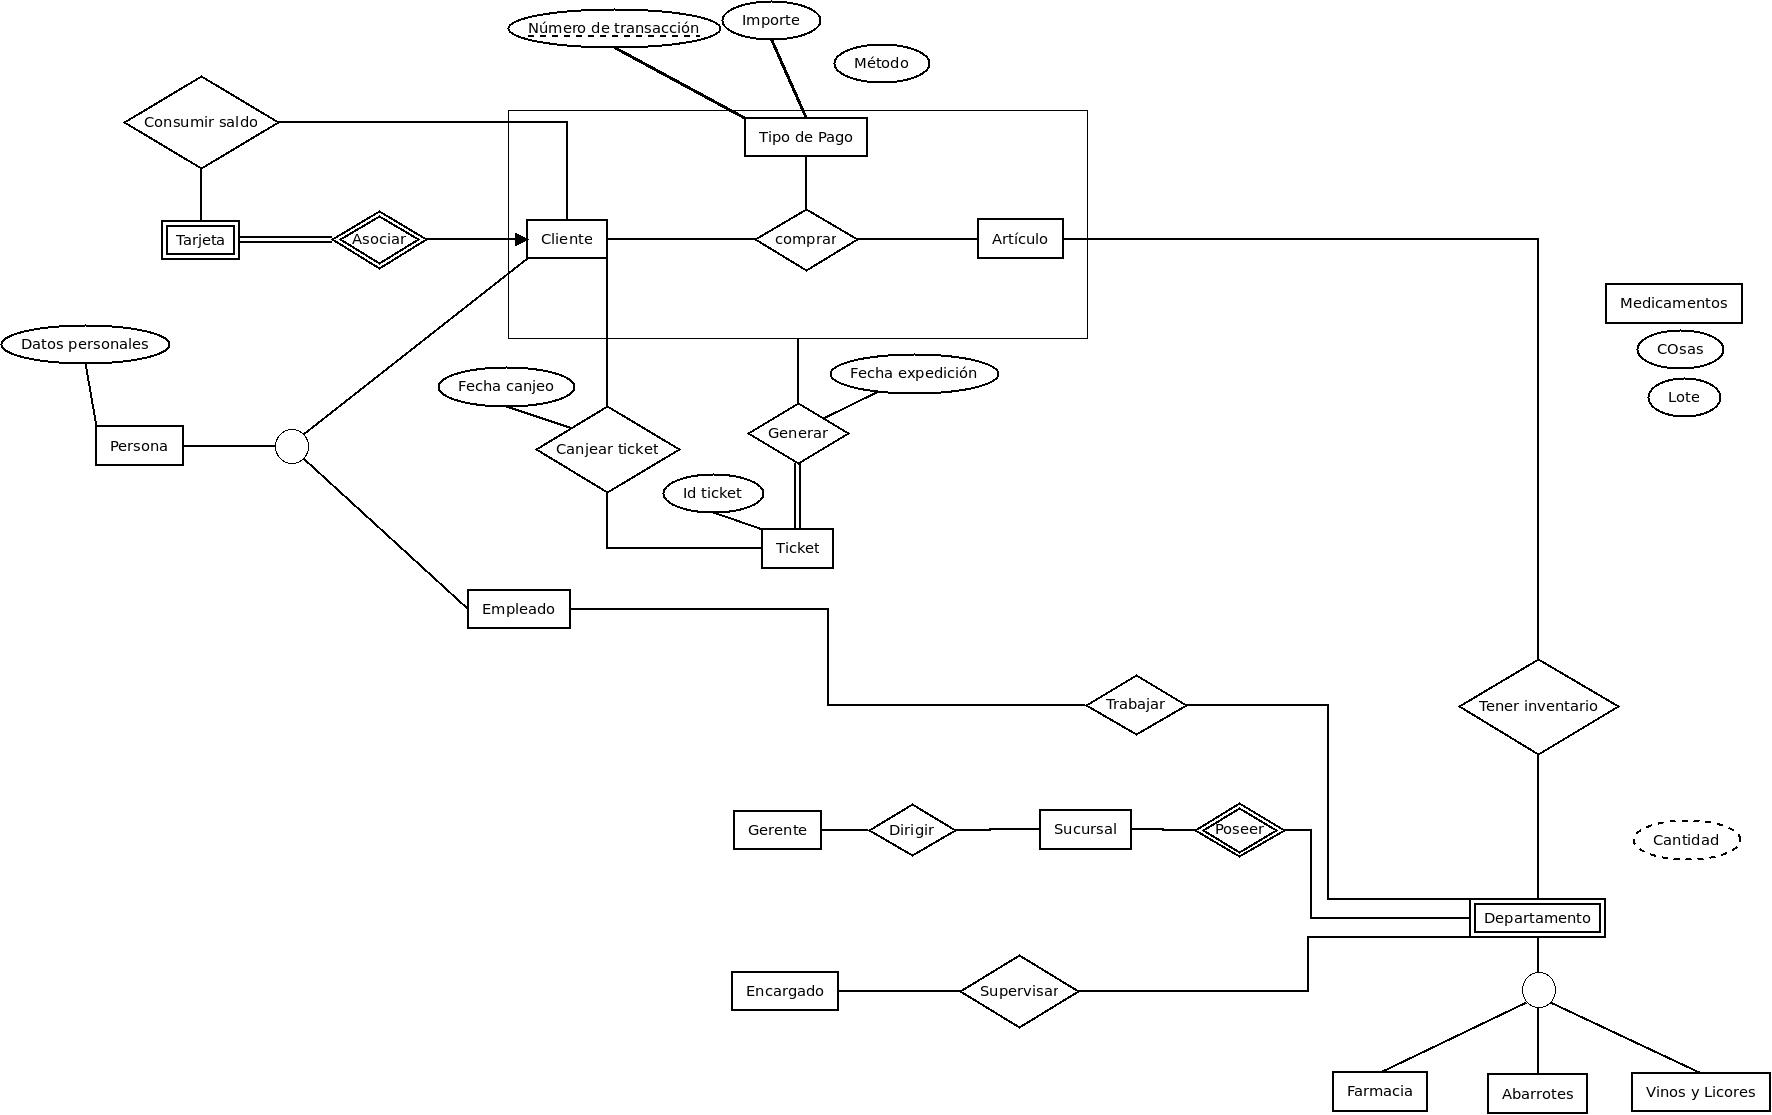 Número de transacción
Importe
Método
Consumir saldo
Tipo de Pago
Tarjeta
Asociar
Cliente
comprar
Artículo
Medicamentos
COsas
Lote
Datos personales
Fecha canjeo
Fecha expedición
Persona
Canjear ticket
Generar
Id ticket
Ticket
Empleado
Trabajar
Tener inventario
Gerente
Dirigir
Sucursal
Poseer
Cantidad
Departamento
Encargado
Supervisar
Farmacia
Abarrotes
Vinos y Licores